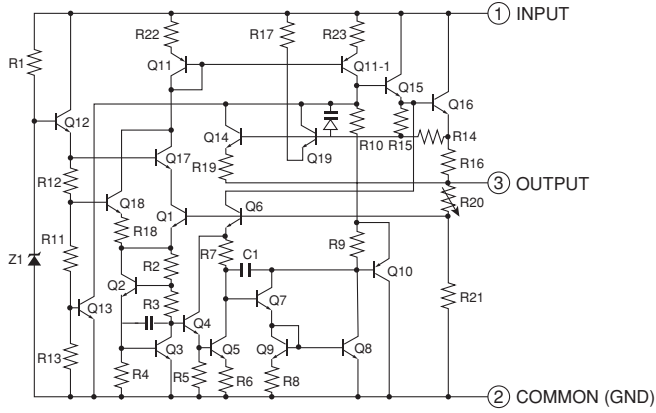 1 INPUT
R22
R17
R23
R1
Q11
Q11-1
Q15
Q16
Q12
Q14
R10
R15
R14
Q17
R19
Q19
R16
R12
3 OUTPUT
Q18
Q1
Q6
R20
R18
R11
R7
C1
R9
Z1
Q2
R2
Q10
R3
Q7
R21
Q13
Q4
R13
Q3
Q5
Q9
Q8
R4
R5
R6
R8
2 COMMON (GND)